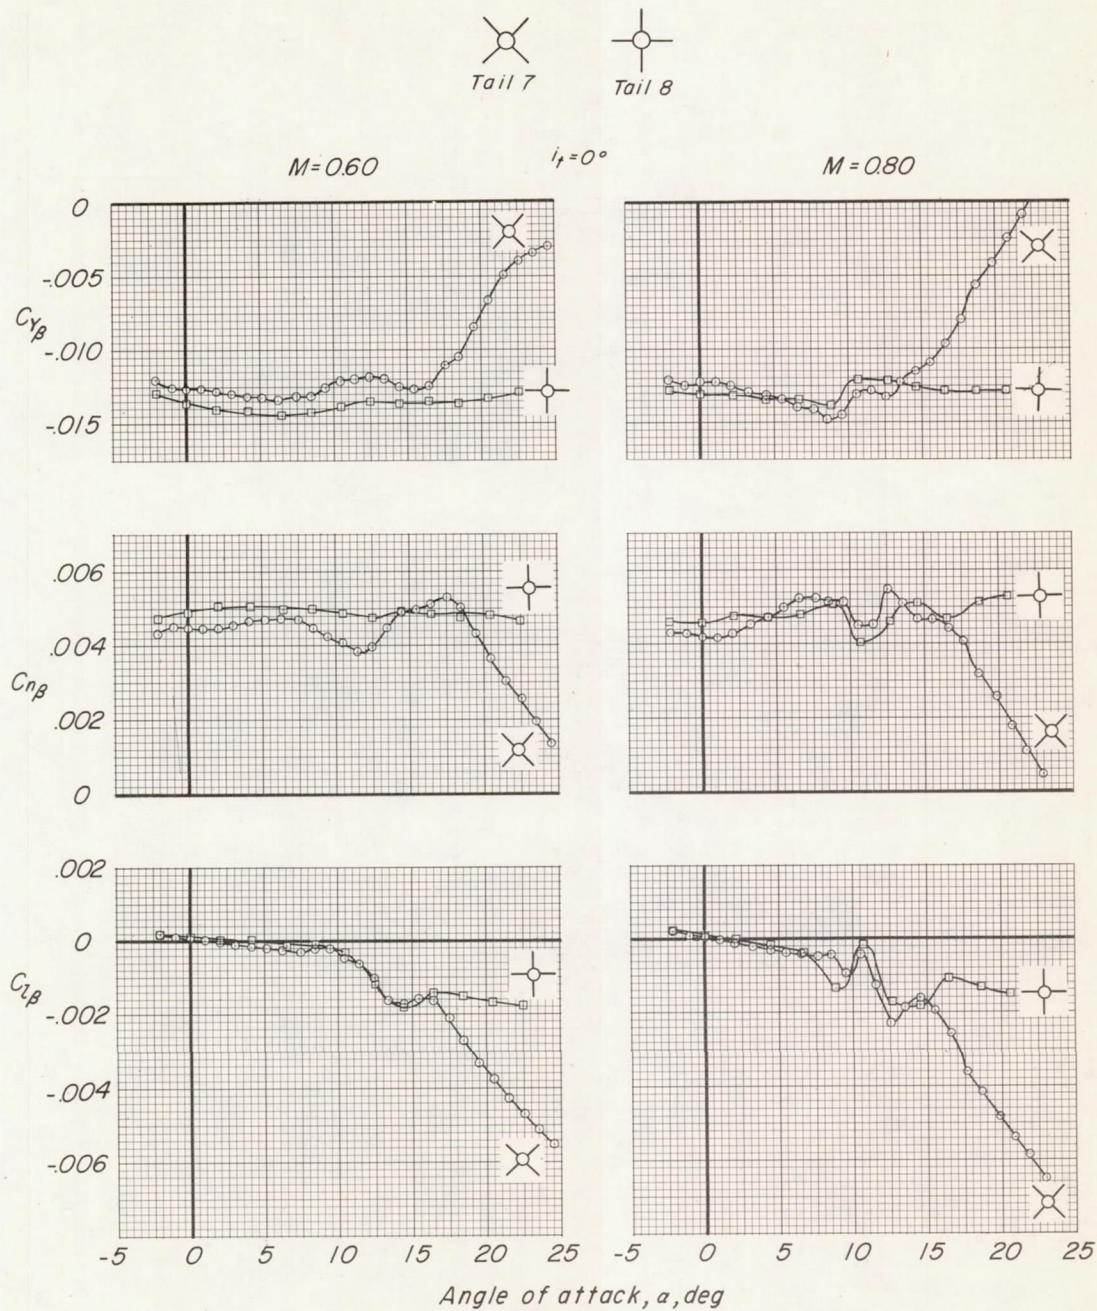 Tail 7 Tail 8
M=0.60 i_t=0° M=0.80
0
-.005
C_Yβ
-.010
-.015
.006
.004
C_nβ
.002
0
.002
0
C_lβ
-.002
-.004
-.006
-5 0 5 10 15 20 25 -5 0 5 10 15 20 25
Angle of attack, α, deg